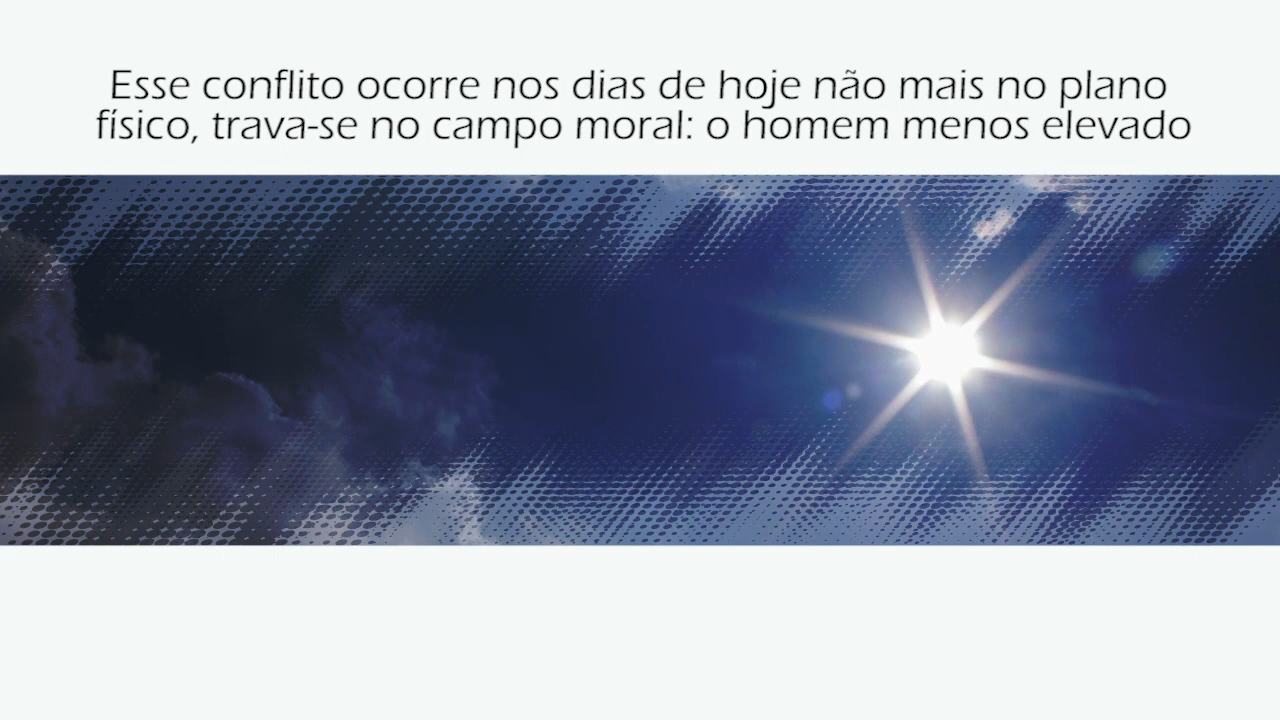 Esse conflito ocorre nos dias de hoje não mais no plano
físico, trava-se no campo moral: o homem menos elevado